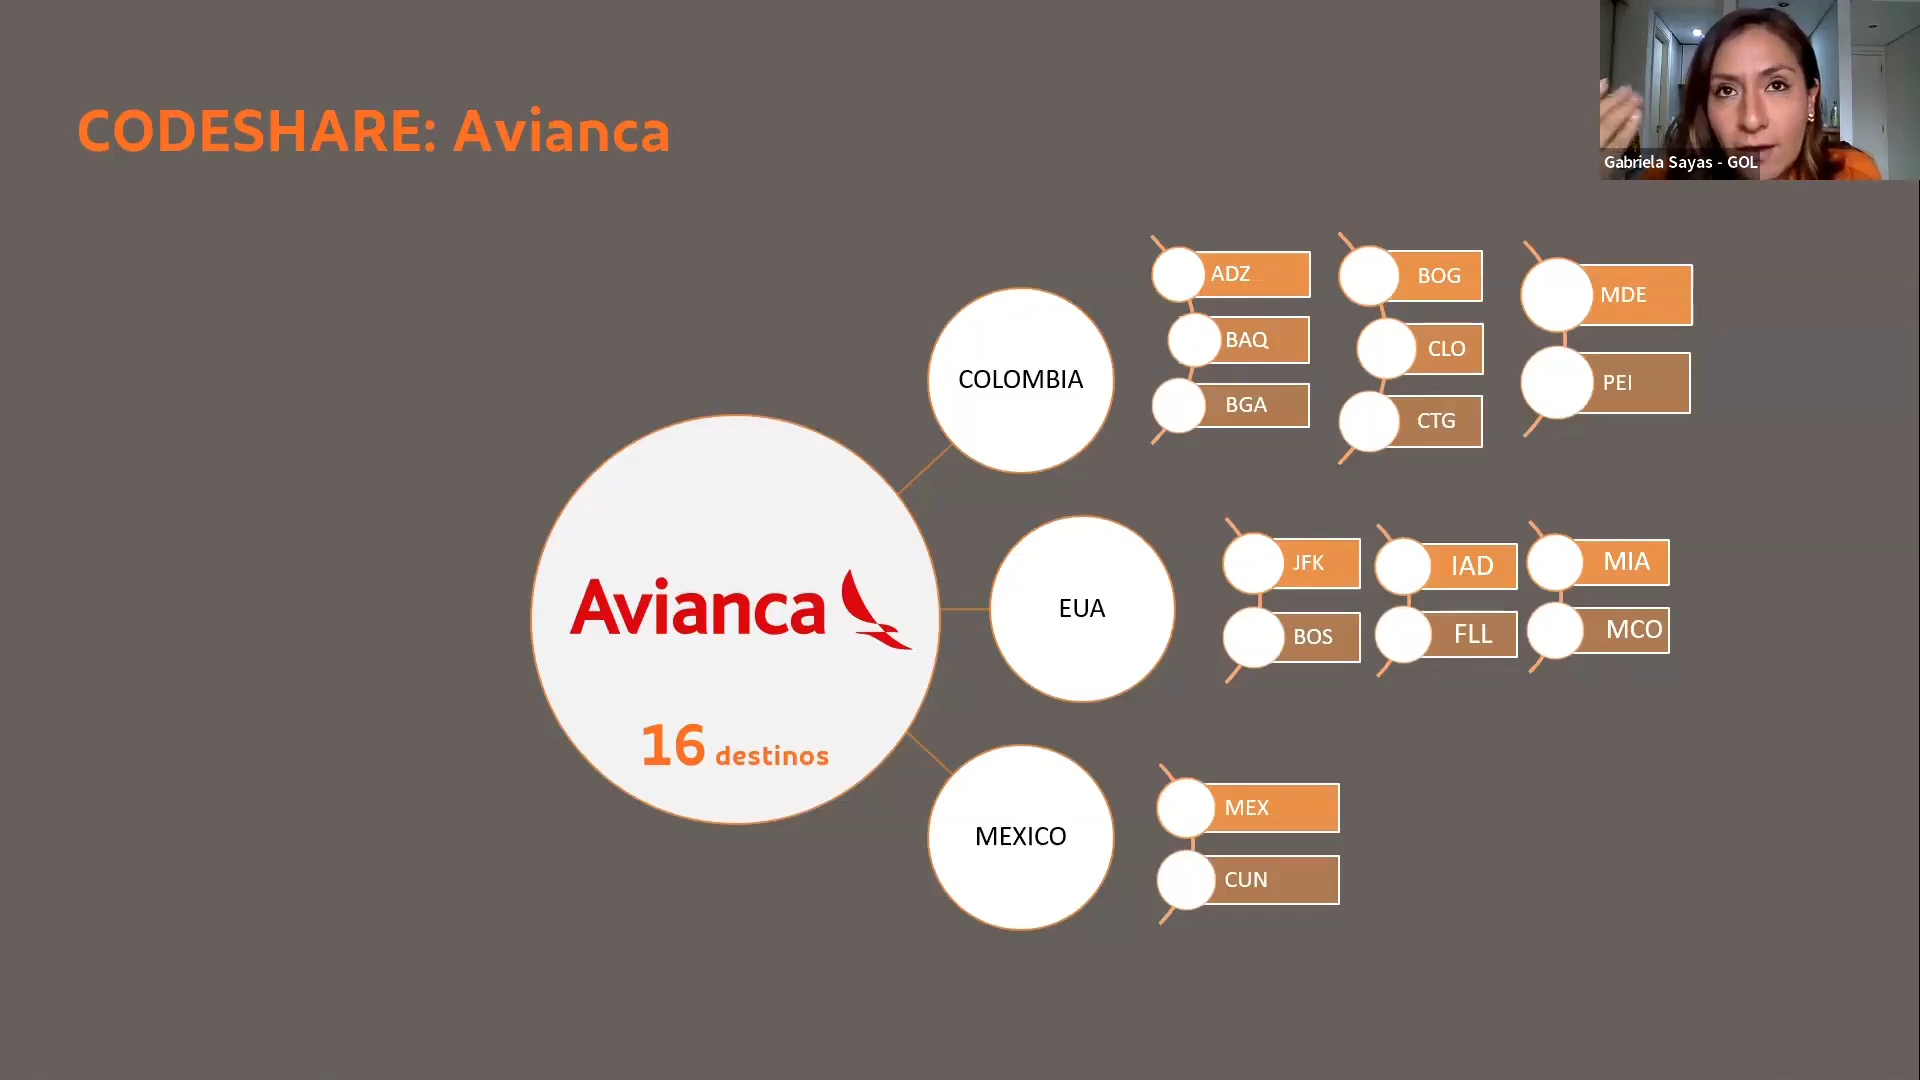 CODESHARE: Avianca
Gabriela Sayas - GOL
COLOMBIA
ADZ
BAQ
BGA
BOG
CLO
CTG
MDE
PEI
Avianca
16 destinos
EUA
JFK
BOS
IAD
FLL
MIA
MCO
MEXICO
MEX
CUN